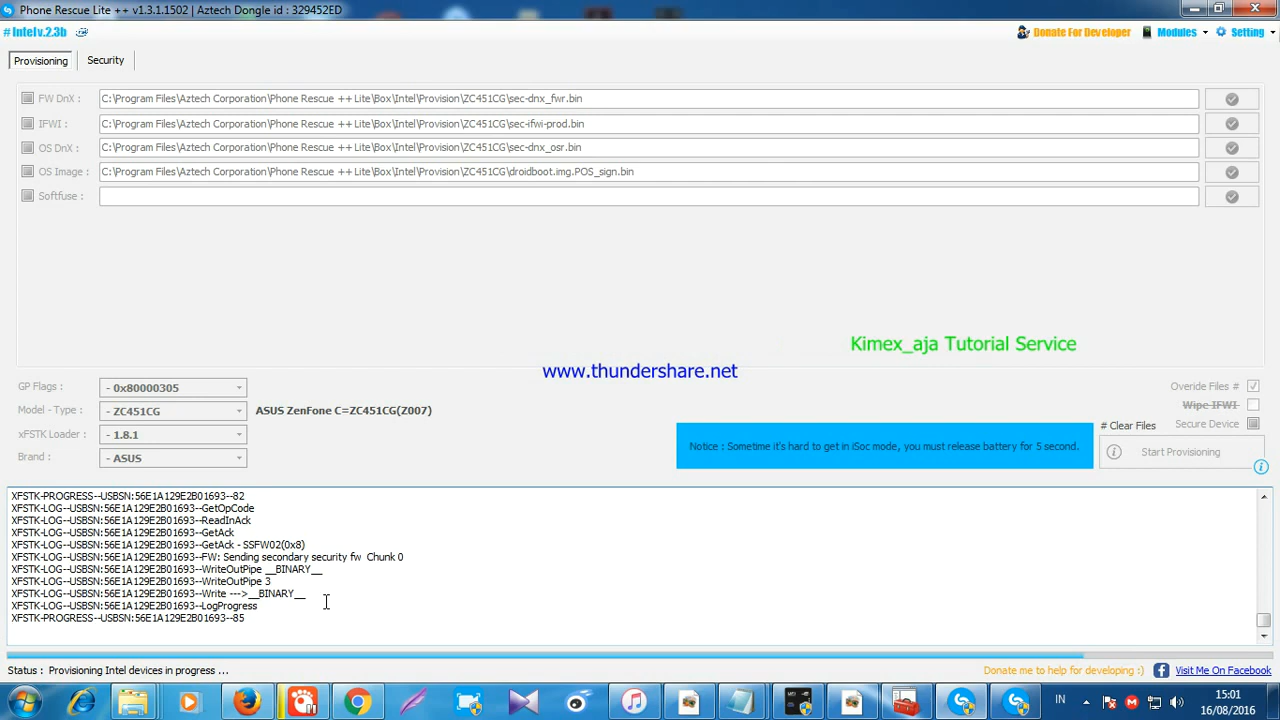 Phone Rescue Lite ++ v1.3.1.1502 | Aztech Dongle id : 329452ED
# Intel v.2.3b
Donate For Developer
Modules
Setting
Provisioning
Security
FW DnX :
C:\Program Files\Aztech Corporation\Phone Rescue ++ Lite\Box\Intel\Provision\ZC451CG\sec-dnx_fwr.bin
IFWI :
C:\Program Files\Aztech Corporation\Phone Rescue ++ Lite\Box\Intel\Provision\ZC451CG\sec-ifwi-prod.bin
OS DnX :
C:\Program Files\Aztech Corporation\Phone Rescue ++ Lite\Box\Intel\Provision\ZC451CG\sec-dnx_osr.bin
OS Image :
C:\Program Files\Aztech Corporation\Phone Rescue ++ Lite\Box\Intel\Provision\ZC451CG\droidboot.img.POS_sign.bin
Softfuse :
Kimex_aja Tutorial Service
www.thundershare.net
GP Flags :
- 0x80000305
Overide Files #
Model - Type :
- ZC451CG
ASUS ZenFone C=ZC451CG(Z007)
Wipe IFWI
xFSTK Loader :
- 1.8.1
# Clear Files
Secure Device
Brand :
- ASUS
Notice : Sometime it's hard to get in iSoc mode, you must release battery for 5 second.
Start Provisioning
XFSTK-PROGRESS--USBSN:56E1A129E2B01693--82
XFSTK-LOG--USBSN:56E1A129E2B01693--GetOpCode
XFSTK-LOG--USBSN:56E1A129E2B01693--ReadInAck
XFSTK-LOG--USBSN:56E1A129E2B01693--GetAck
XFSTK-LOG--USBSN:56E1A129E2B01693--GetAck - SSFW02(0x8)
XFSTK-LOG--USBSN:56E1A129E2B01693--FW: Sending secondary security fw  Chunk 0
XFSTK-LOG--USBSN:56E1A129E2B01693--WriteOutPipe __BINARY__
XFSTK-LOG--USBSN:56E1A129E2B01693--WriteOutPipe 3
XFSTK-LOG--USBSN:56E1A129E2B01693--Write --->__BINARY__
XFSTK-LOG--USBSN:56E1A129E2B01693--LogProgress
XFSTK-PROGRESS--USBSN:56E1A129E2B01693--85
Status : Provisioning Intel devices in progress ...
Donate me to help for developing :)
Visit Me On Facebook
IN
15:01
16/08/2016